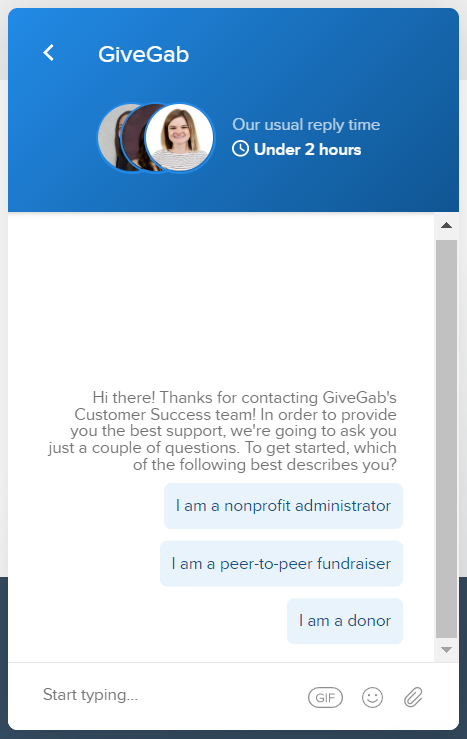 GiveGab
Our usual reply time
Under 2 hours
Hi there! Thanks for contacting GiveGab's
Customer Success team! In order to provide
you the best support, we're going to ask you
just a couple of questions. To get started, which
of the following best describes you?
I am a nonprofit administrator
I am a peer-to-peer fundraiser
I am a donor
Start typing...
GIF